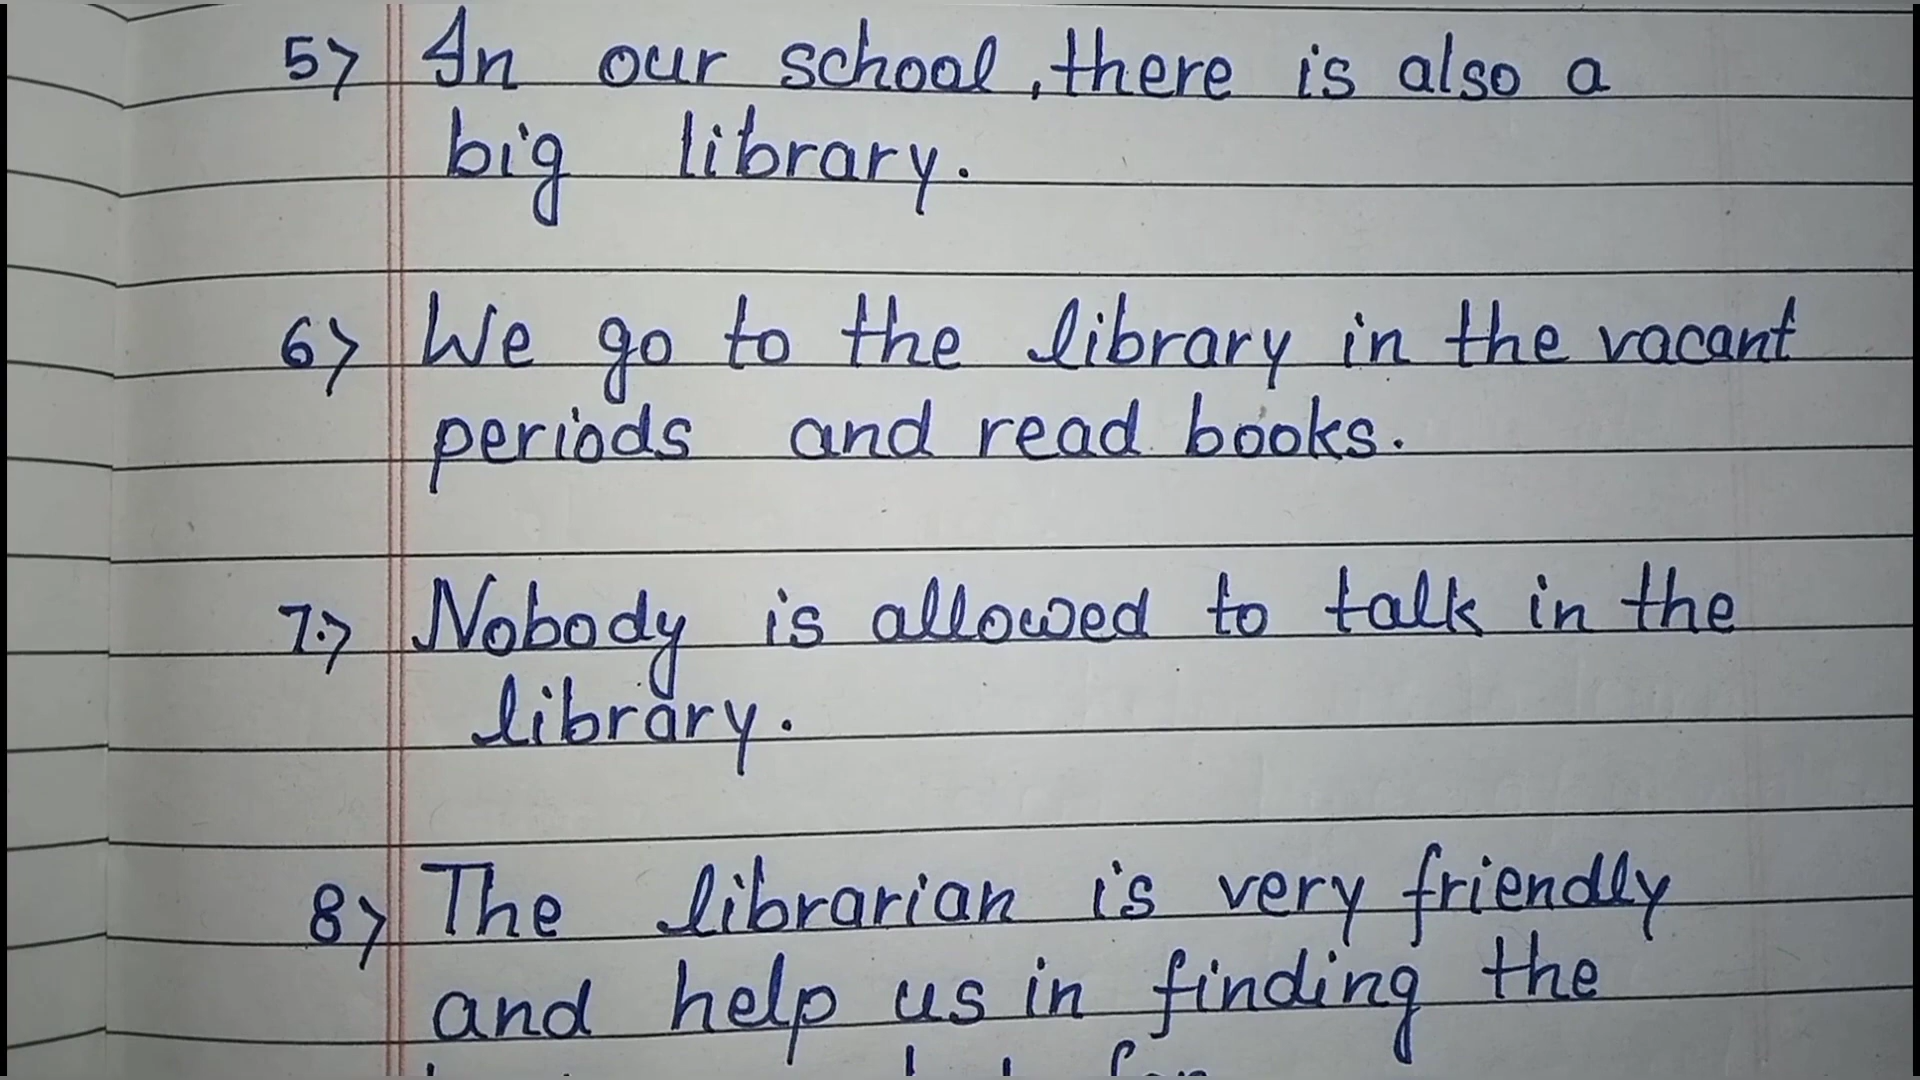 5) In our school, there is also a
big library.
6) We go to the library in the vacant
periods and read books.
7.) Nobody is allowed to talk in the
library.
8) The librarian is very friendly
and help us in finding the